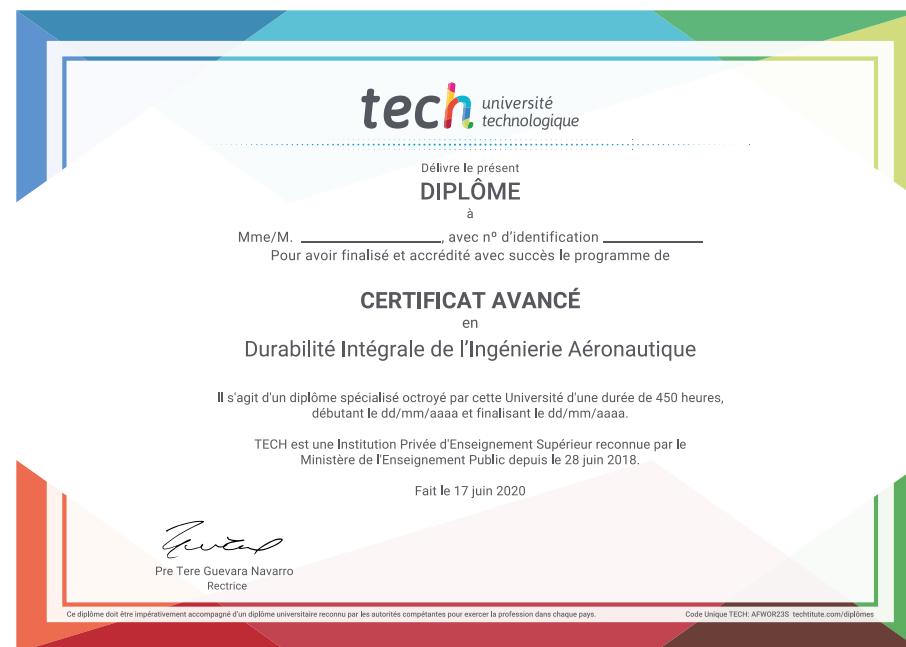 tech université
technologique
Délivre le présent
DIPLÔME
à
Mme/M. ____________________, avec nº d'identification ______________
Pour avoir finalisé et accrédité avec succès le programme de
CERTIFICAT AVANCÉ
en
Durabilité Intégrale de l'Ingénierie Aéronautique
Il s'agit d'un diplôme spécialisé octroyé par cette Université d'une durée de 450 heures,
débutant le dd/mm/aaaa et finalisant le dd/mm/aaaa.
TECH est une Institution Privée d'Enseignement Supérieur reconnue par le
Ministère de l'Enseignement Public depuis le 28 juin 2018.
Fait le 17 juin 2020
Pre Tere Guevara Navarro
Rectrice
Ce diplôme doit être impérativement accompagné d'un diplôme universitaire reconnu par les autorités compétantes pour exercer la profession dans chaque pays.
Code Unique TECH: AFWOR23S techtitute.com/diplômes